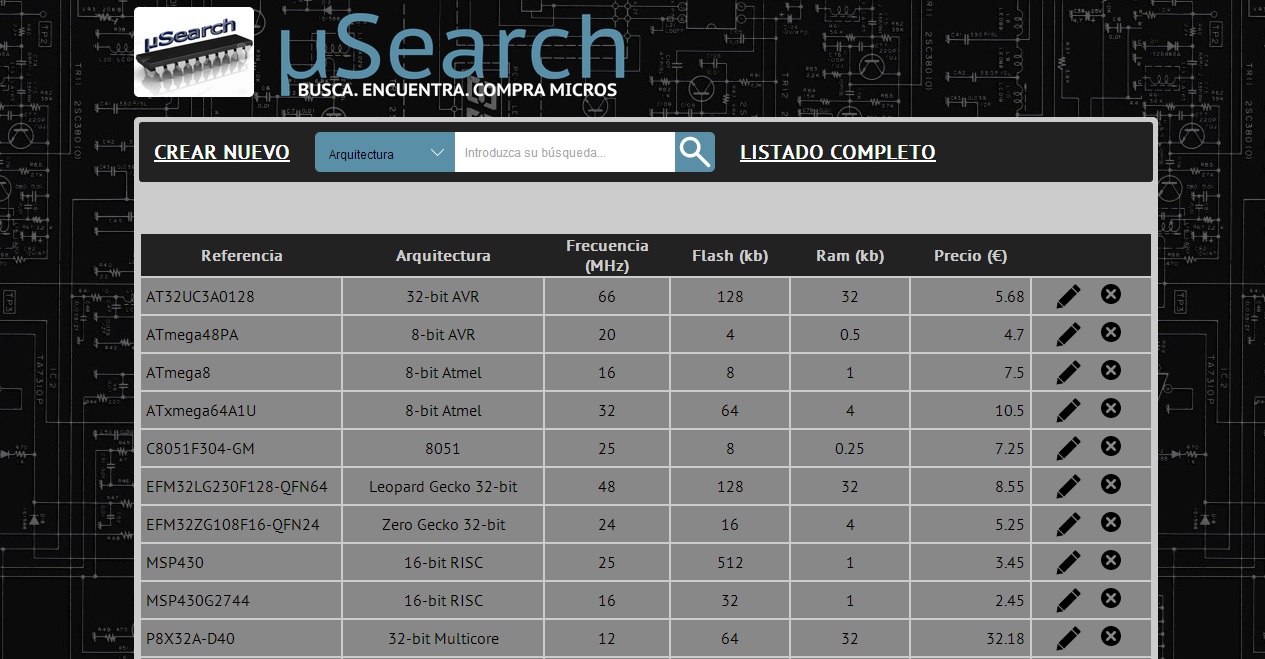 µSearch
µSearch
BUSCA. ENCUENTRA. COMPRA MICROS
CREAR NUEVO Arquitectura Introduzca su búsqueda... LISTADO COMPLETO
Referencia Arquitectura Frecuencia (MHz) Flash (kb) Ram (kb) Precio (€)
AT32UC3A0128 32-bit AVR 66 128 32 5.68
ATmega48PA 8-bit AVR 20 4 0.5 4.7
ATmega8 8-bit Atmel 16 8 1 7.5
ATxmega64A1U 8-bit Atmel 32 64 4 10.5
C8051F304-GM 8051 25 8 0.25 7.25
EFM32LG230F128-QFN64 Leopard Gecko 32-bit 48 128 32 8.55
EFM32ZG108F16-QFN24 Zero Gecko 32-bit 24 16 4 5.25
MSP430 16-bit RISC 25 512 1 3.45
MSP430G2744 16-bit RISC 16 32 1 2.45
P8X32A-D40 32-bit Multicore 12 64 32 32.18